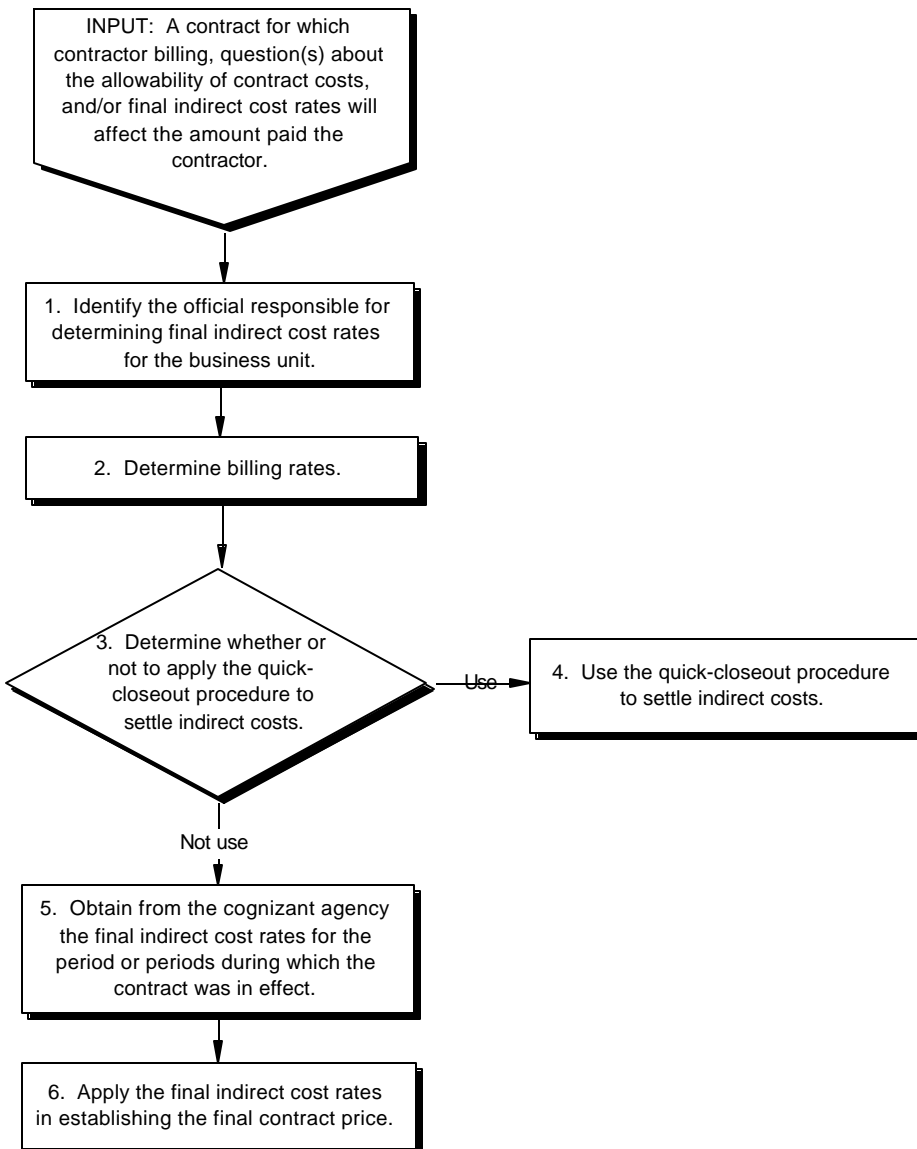 INPUT: A contract for which
contractor billing, question(s) about
the allowability of contract costs,
and/or final indirect cost rates will
affect the amount paid the
contractor.
1. Identify the official responsible for
determining final indirect cost rates
for the business unit.
2. Determine billing rates.
3. Determine whether or
not to apply the quick-
closeout procedure to
settle indirect costs.
Use
4. Use the quick-closeout procedure
to settle indirect costs.
Not use
5. Obtain from the cognizant agency
the final indirect cost rates for the
period or periods during which the
contract was in effect.
6. Apply the final indirect cost rates
in establishing the final contract price.